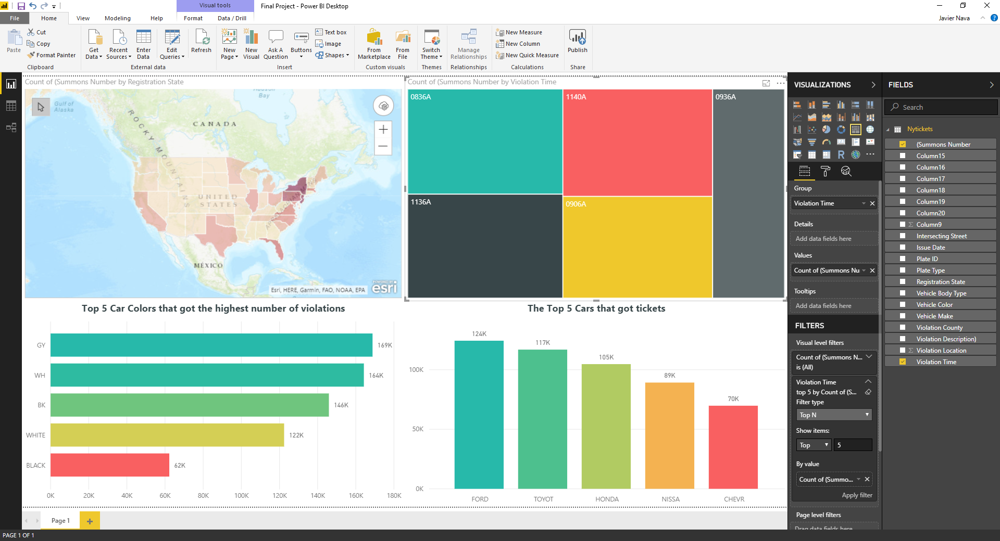 Visual tools
Final Project - Power BI Desktop
File
Home
View
Modeling
Help
Format
Data / Drill
Javier Nava
?
Paste
Cut
Copy
Format Painter
Clipboard
Get Data
Recent Sources
Enter Data
Edit Queries
External data
Refresh
New Page
New Visual
Ask A Question
Buttons
Text box
Image
Shapes
Insert
From Marketplace
From File
Custom visuals
Switch Theme
Themes
Manage Relationships
Relationships
New Measure
New Column
New Quick Measure
Calculations
Publish
Share
Count of (Summons Number by Registration State
Gulf of Alaska
Hudson Bay
CANADA
ROCKY MOUNTAINS
UNITED STATES
APPALACHIAN MOUNTAINS
MÉXICO
Esri, HERE, Garmin, FAO, NOAA, EPA
POWERED BY
esri
Count of (Summons Number by Violation Time
0836A
1140A
0936A
1136A
0906A
Top 5 Car Colors that got the highest number of violations
GY
169K
WH
164K
BK
146K
WHITE
122K
BLACK
62K
0K
20K
40K
60K
80K
100K
120K
140K
160K
180K
The Top 5 Cars that got tickets
124K
117K
105K
89K
70K
100K
50K
0K
FORD
TOYOT
HONDA
NISSA
CHEVR
Page 1
PAGE 1 OF 1
VISUALIZATIONS
R
Group
Violation Time
Details
Add data fields here
Values
Count of (Summons Nu
Tooltips
Add data fields here
FILTERS
Visual level filters
Count of (Summons N...
is (All)
Violation Time
top 5 by Count of (S...
Filter type
Top N
Show items:
Top
5
By value
Count of (Summo...
Apply filter
Page level filters
Drag data fields here
FIELDS
Search
Nytickets
(Summons Number
Column15
Column16
Column17
Column18
Column19
Column20
Σ Column9
Intersecting Street
Issue Date
Plate ID
Plate Type
Registration State
Vehicle Body Type
Vehicle Color
Vehicle Make
Violation County
Violation Description)
Σ Violation Location
Violation Time